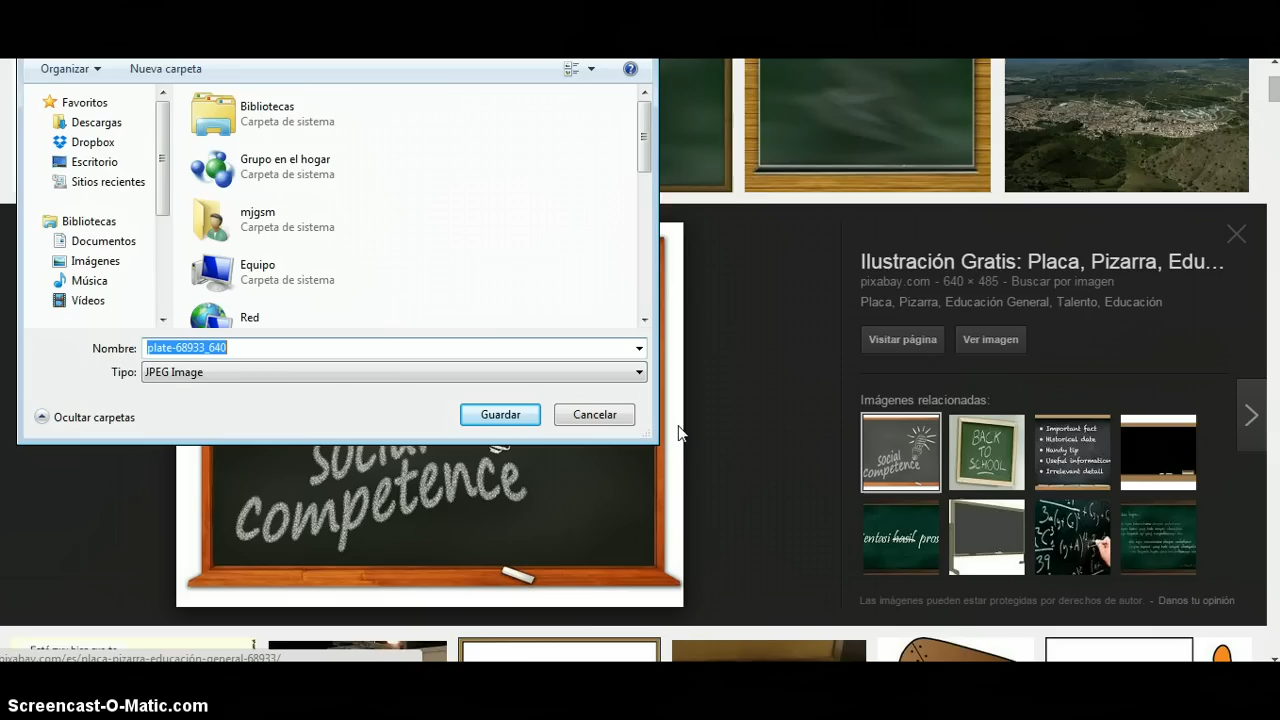 Organizar
Nueva carpeta
Favoritos
Descargas
Dropbox
Escritorio
Sitios recientes
Bibliotecas
Documentos
Imágenes
Música
Vídeos
Bibliotecas
Carpeta de sistema
Grupo en el hogar
Carpeta de sistema
mjgsm
Carpeta de sistema
Equipo
Carpeta de sistema
Red
Nombre: plate-68933_640
Tipo: JPEG Image
Ocultar carpetas
Guardar
Cancelar
social
competence
Ilustración Gratis: Placa, Pizarra, Edu...
pixabay.com - 640 × 485 - Buscar por imagen
Placa, Pizarra, Educación General, Talento, Educación
Visitar página
Ver imagen
Imágenes relacionadas:
social
competence
BACK
TO
SCHOOL
• Important fact
• Historical date
• Handy tip
• Useful information
• Irrelevant detail
entasi hasil pros
Las imágenes pueden estar protegidas por derechos de autor. - Danos tu opinión
pixabay.com/es/placa-pizarra-educación-general-68933/
Screencast-O-Matic.com